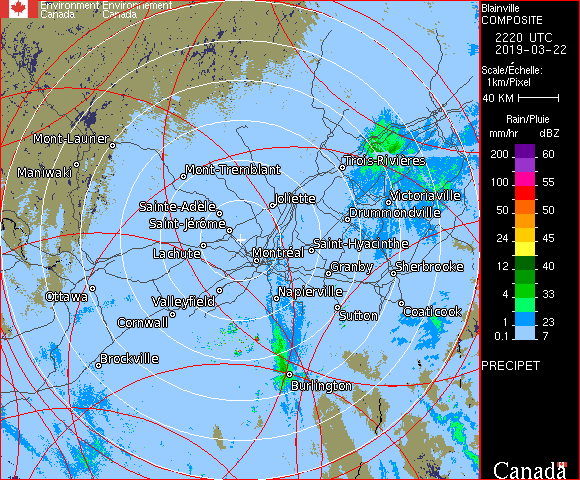 Environment Environnement
Canada Canada
Blainville
COMPOSITE
2220 UTC
2019-03-22
Scale/Échelle:
1km/Pixel
40 KM
Rain/Pluie
mm/hr dBZ
200 60
100 55
50 50
24 45
12 40
4 33
1 23
0.1 7
PRECIPET
Canada
Mont-Laurier
Maniwaki
Mont-Tremblant
Trois-Rivières
Victoriaville
Joliette
Sainte-Adèle
Drummondville
Saint-Jérôme
Saint-Hyacinthe
Lachute
Montréal
Granby
Sherbrooke
Ottawa
Valleyfield
Napierville
Coaticook
Sutton
Cornwall
Brockville
Burlington